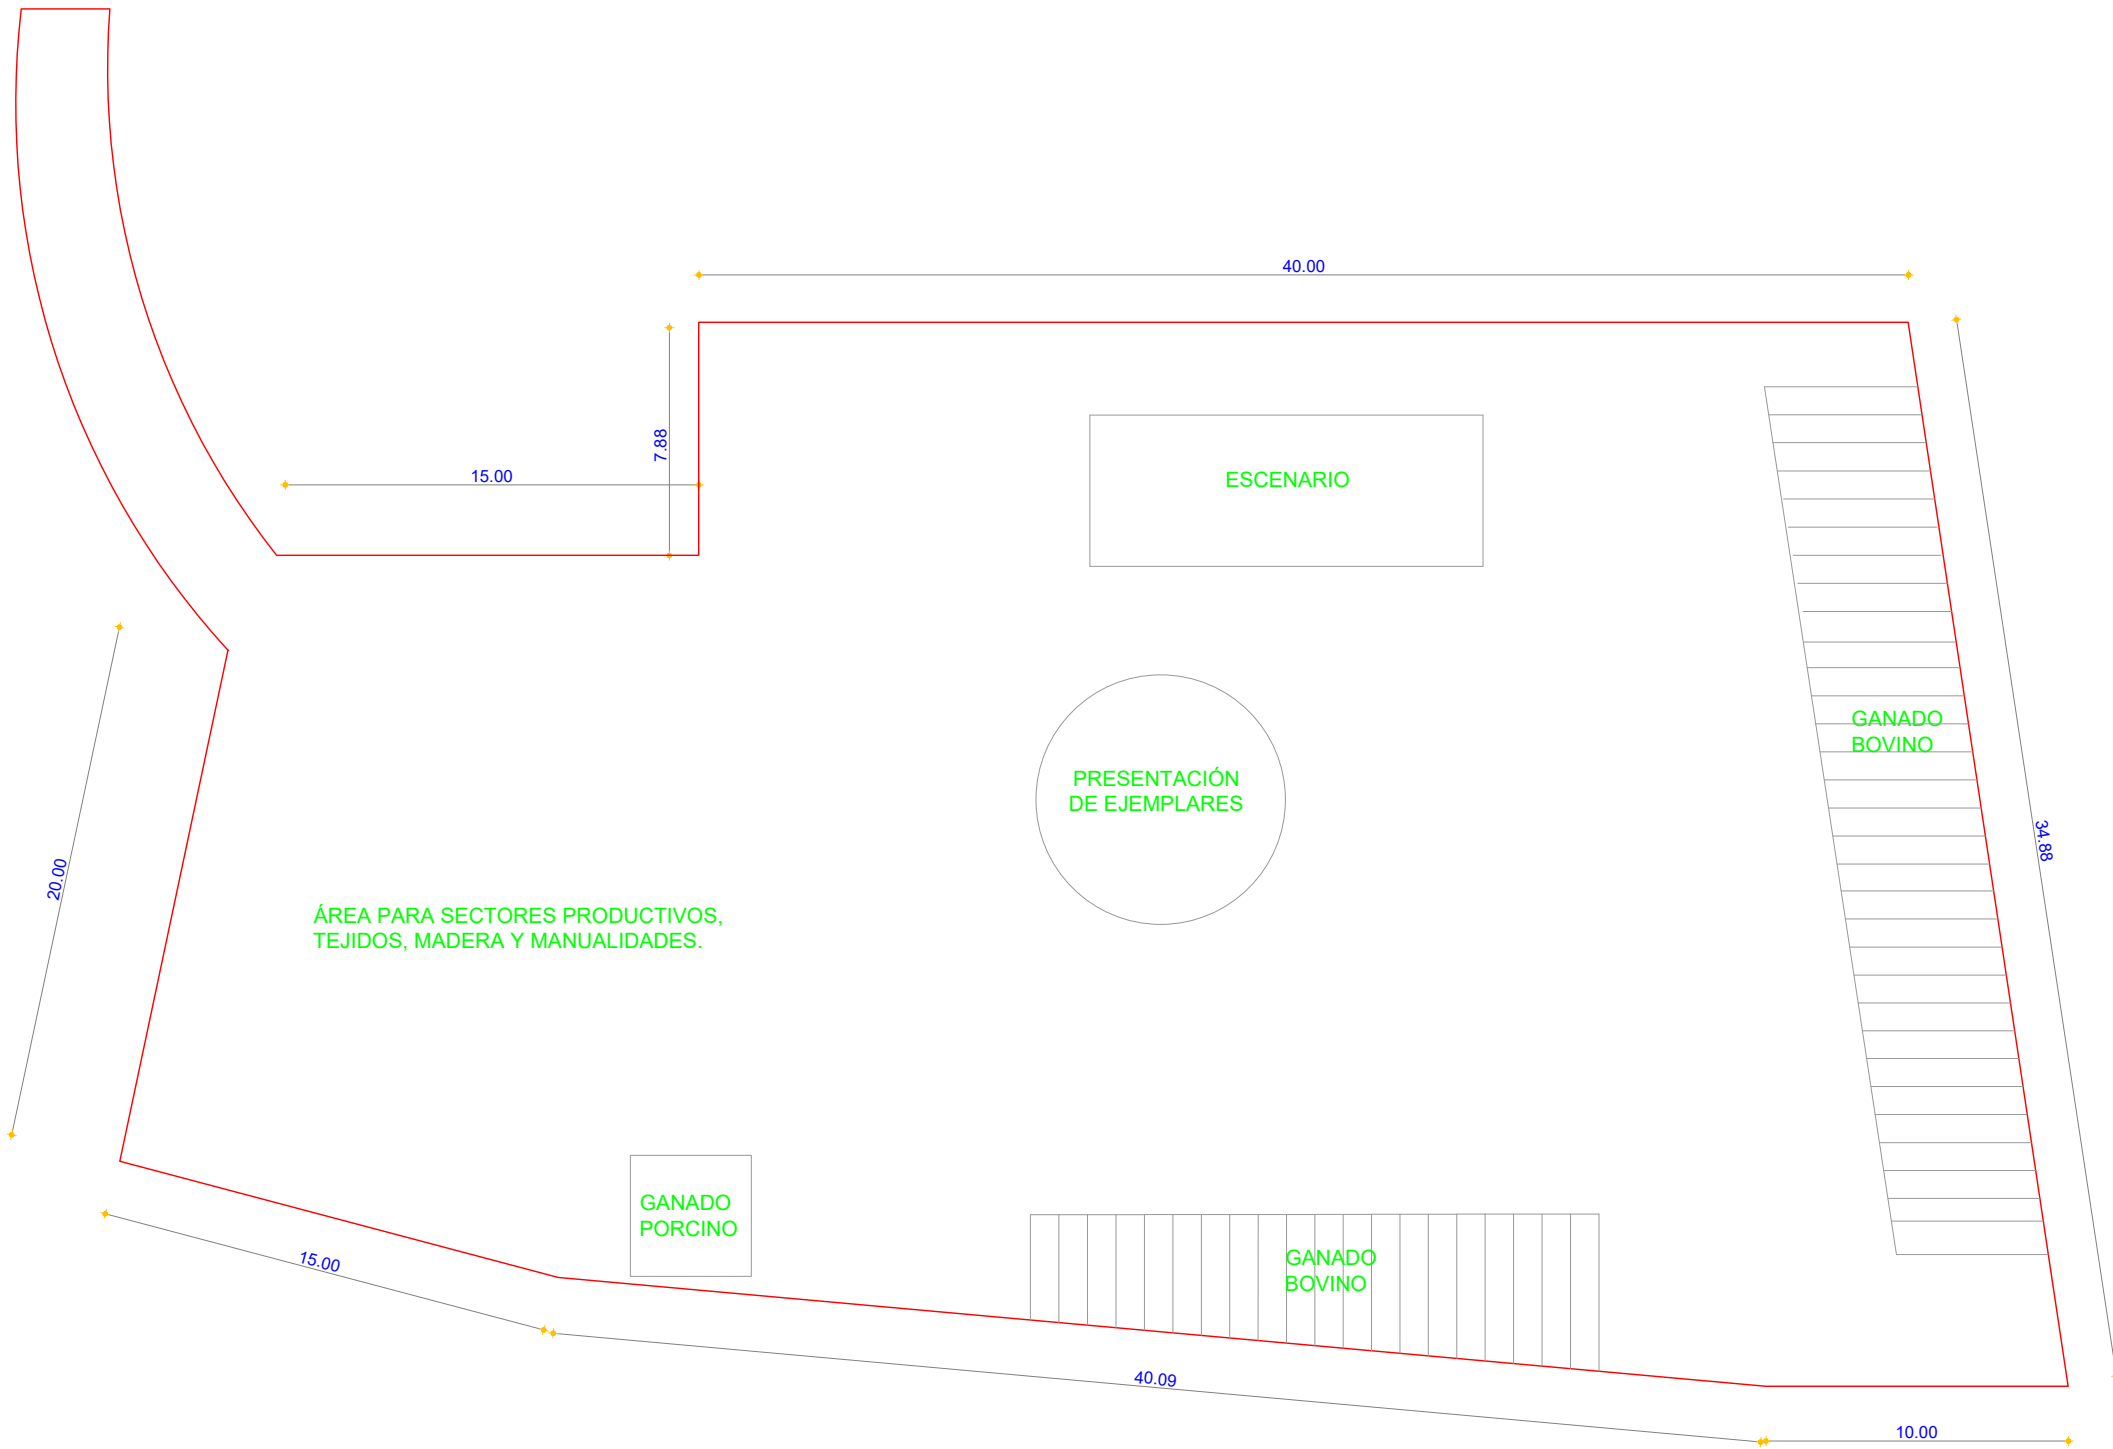 40.00
7.88
15.00
ESCENARIO
GANADO
BOVINO
PRESENTACIÓN
DE EJEMPLARES
34.88
20.00
ÁREA PARA SECTORES PRODUCTIVOS,
TEJIDOS, MADERA Y MANUALIDADES.
GANADO
PORCINO
GANADO
BOVINO
15.00
40.09
10.00